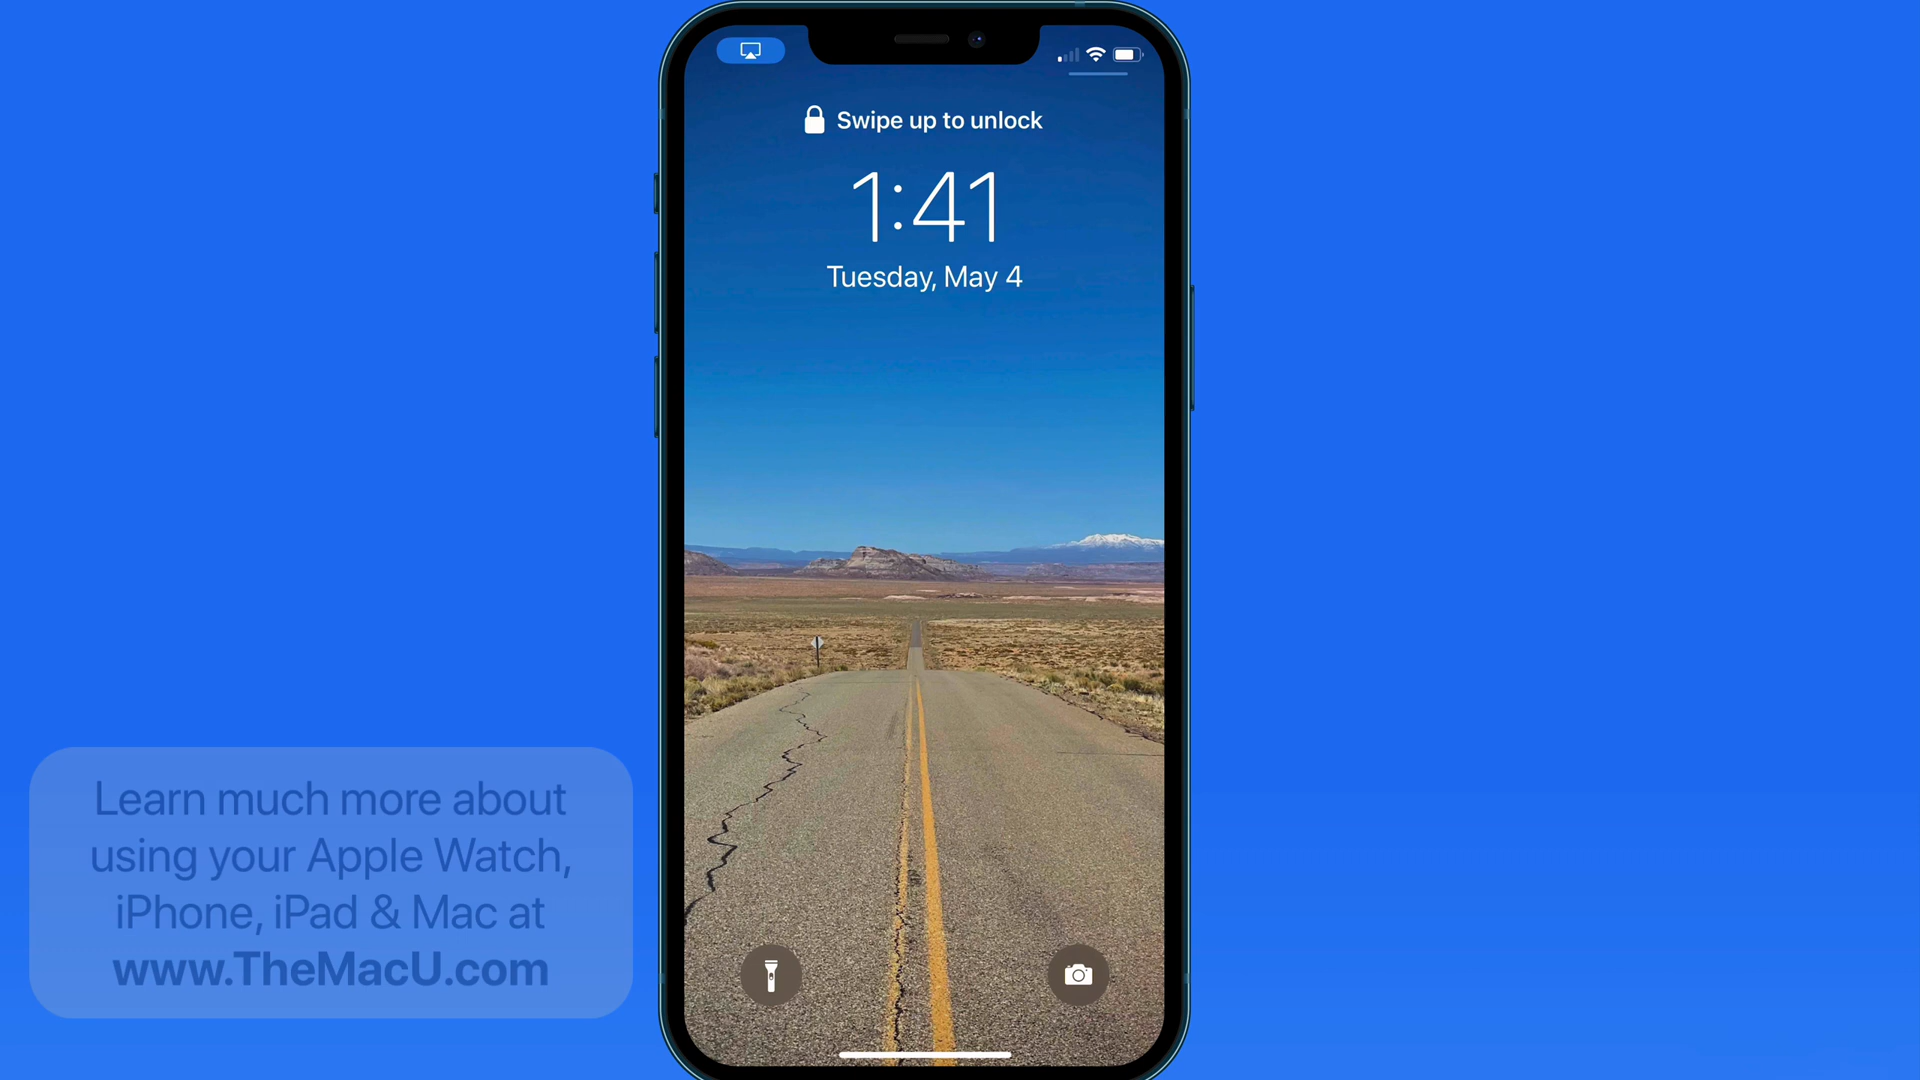 Swipe up to unlock
1:41
Tuesday, May 4
Learn much more about
using your Apple Watch,
iPhone, iPad & Mac at
www.TheMacU.com